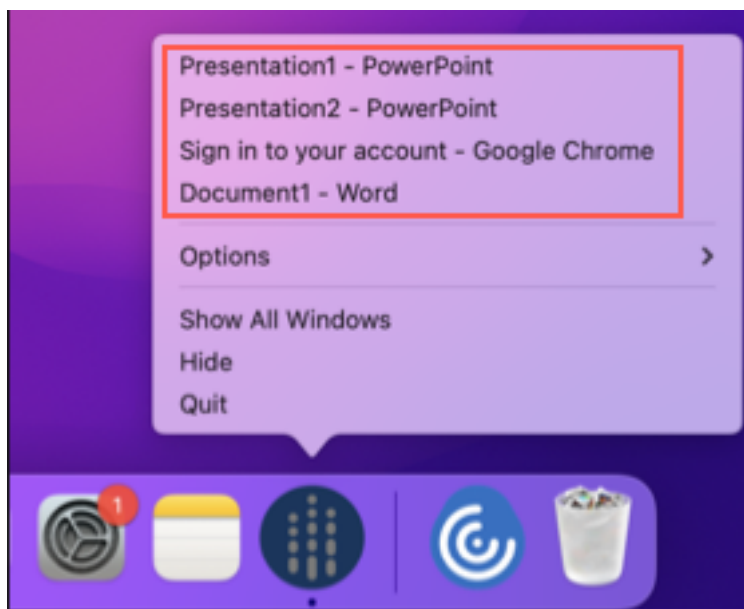 Presentation1 - PowerPoint
Presentation2 - PowerPoint
Sign in to your account - Google Chrome
Document1 - Word
Options
Show All Windows
Hide
Quit
1